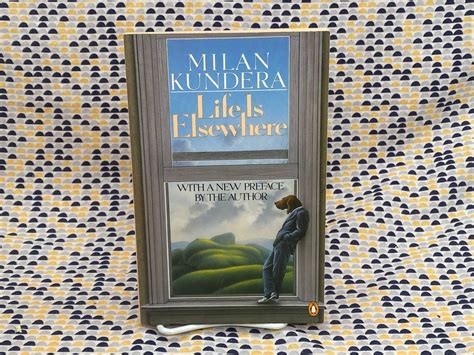 MILAN
KUNDERA
Life Is
Elsewhere
WITH A NEW PREFACE
BY THE AUTHOR